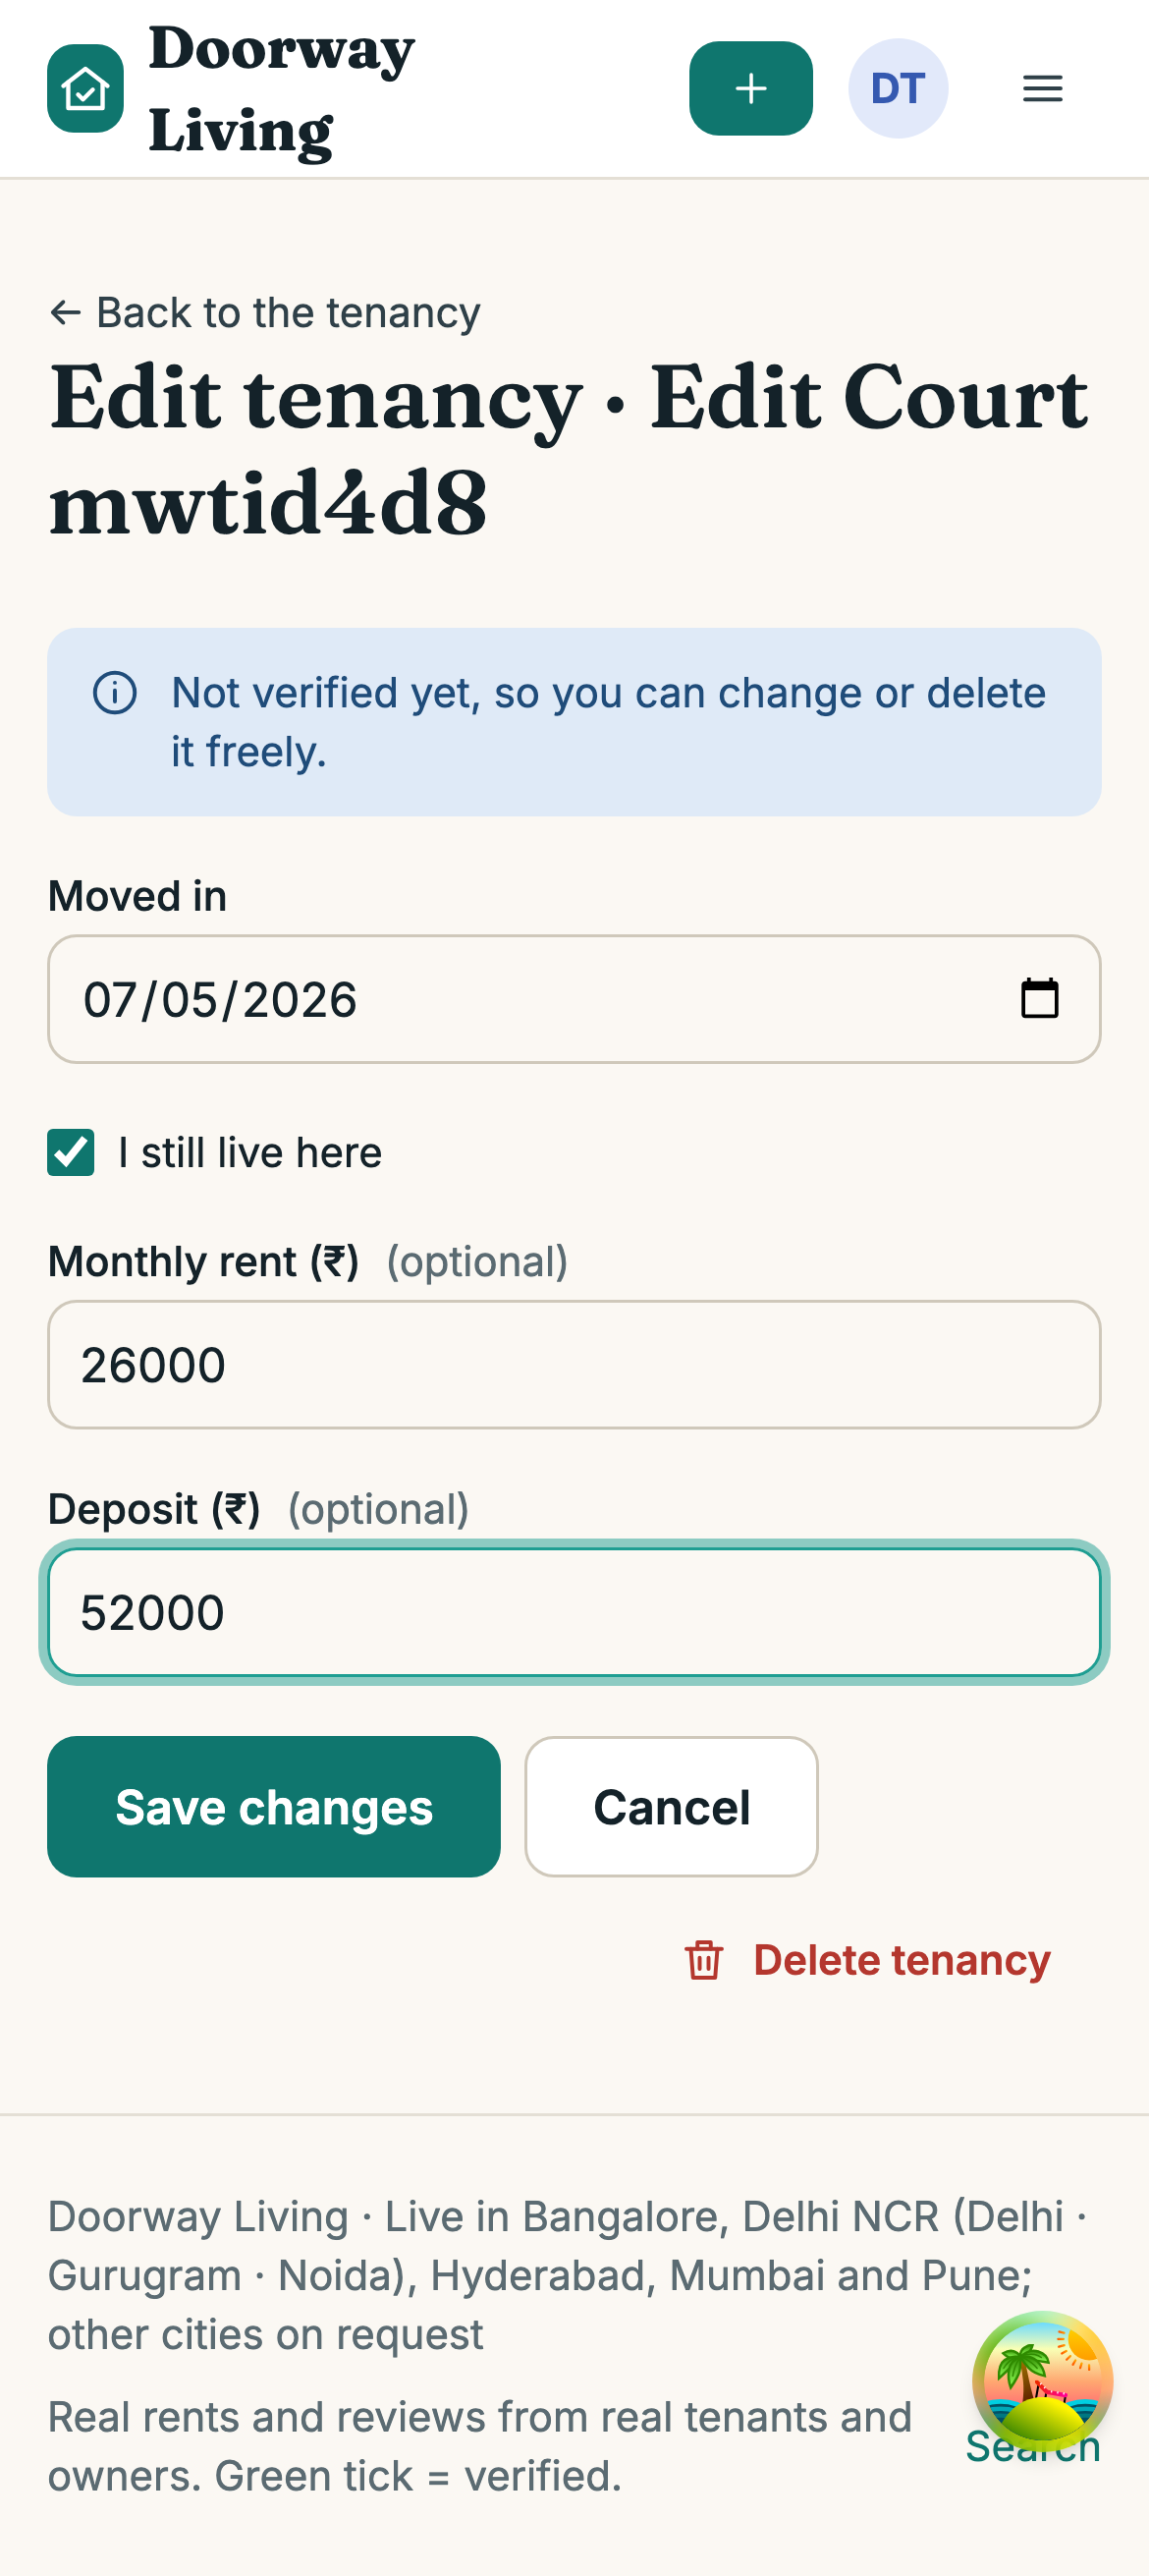 Doorway
Living
DT
← Back to the tenancy
Edit tenancy · Edit Court
mwtid4d8
Not verified yet, so you can change or delete
it freely.
Moved in
07/05/2026
I still live here
Monthly rent (₹) (optional)
26000
Deposit (₹) (optional)
52000
Save changes
Cancel
Delete tenancy
Doorway Living · Live in Bangalore, Delhi NCR (Delhi ·
Gurugram · Noida), Hyderabad, Mumbai and Pune;
other cities on request
Real rents and reviews from real tenants and
owners. Green tick = verified.
Search